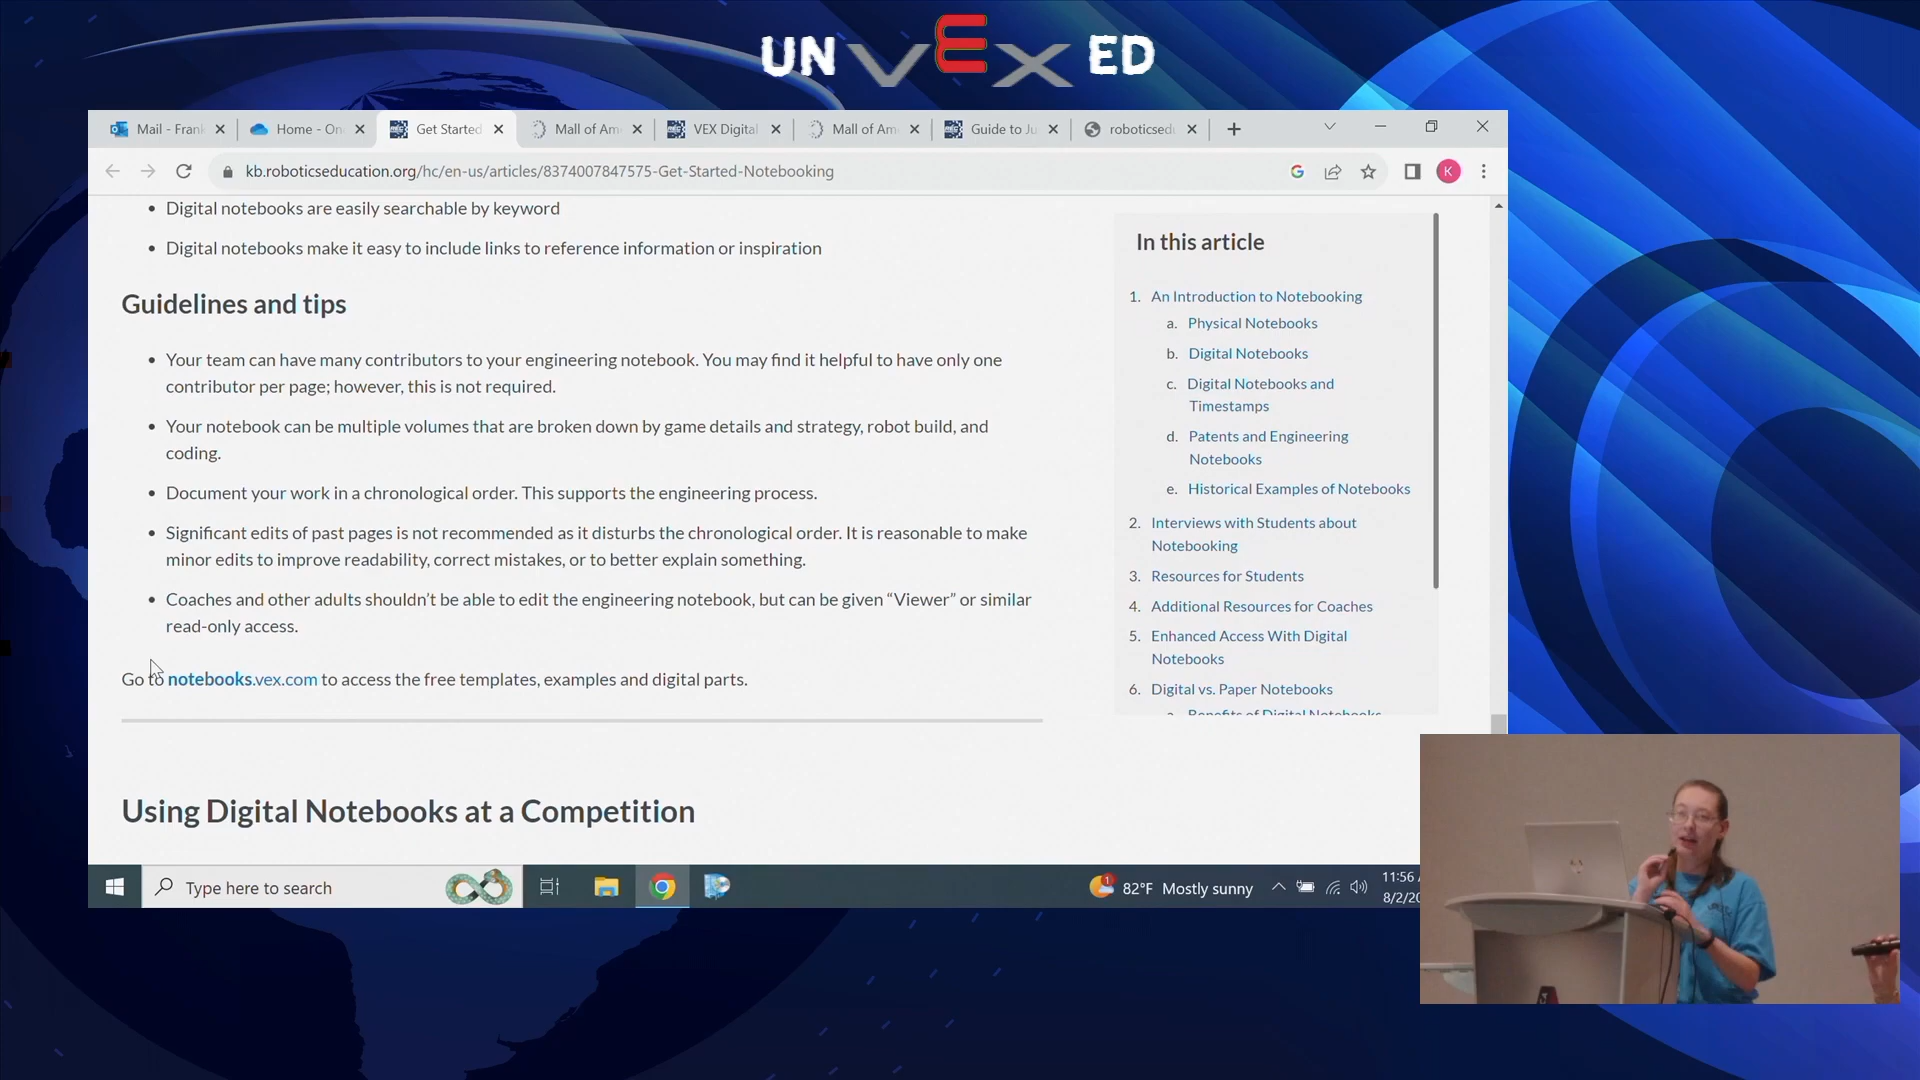 UN VEX ED
Mail - Frank
Home - On
Get Started
Mall of Am
VEX Digital
Mall of Am
Guide to Ju
roboticsedu
kb.roboticseducation.org/hc/en-us/articles/8374007847575-Get-Started-Notebooking
K
• Digital notebooks are easily searchable by keyword
• Digital notebooks make it easy to include links to reference information or inspiration
Guidelines and tips
• Your team can have many contributors to your engineering notebook. You may find it helpful to have only one
contributor per page; however, this is not required.
• Your notebook can be multiple volumes that are broken down by game details and strategy, robot build, and
coding.
• Document your work in a chronological order. This supports the engineering process.
• Significant edits of past pages is not recommended as it disturbs the chronological order. It is reasonable to make
minor edits to improve readability, correct mistakes, or to better explain something.
• Coaches and other adults shouldn’t be able to edit the engineering notebook, but can be given “Viewer” or similar
read-only access.
Go to notebooks.vex.com to access the free templates, examples and digital parts.
Using Digital Notebooks at a Competition
In this article
1. An Introduction to Notebooking
a. Physical Notebooks
b. Digital Notebooks
c. Digital Notebooks and
Timestamps
d. Patents and Engineering
Notebooks
e. Historical Examples of Notebooks
2. Interviews with Students about
Notebooking
3. Resources for Students
4. Additional Resources for Coaches
5. Enhanced Access With Digital
Notebooks
6. Digital vs. Paper Notebooks
a. Benefits of Digital Notebooks
Type here to search
1
82°F Mostly sunny
11:56
8/2/20